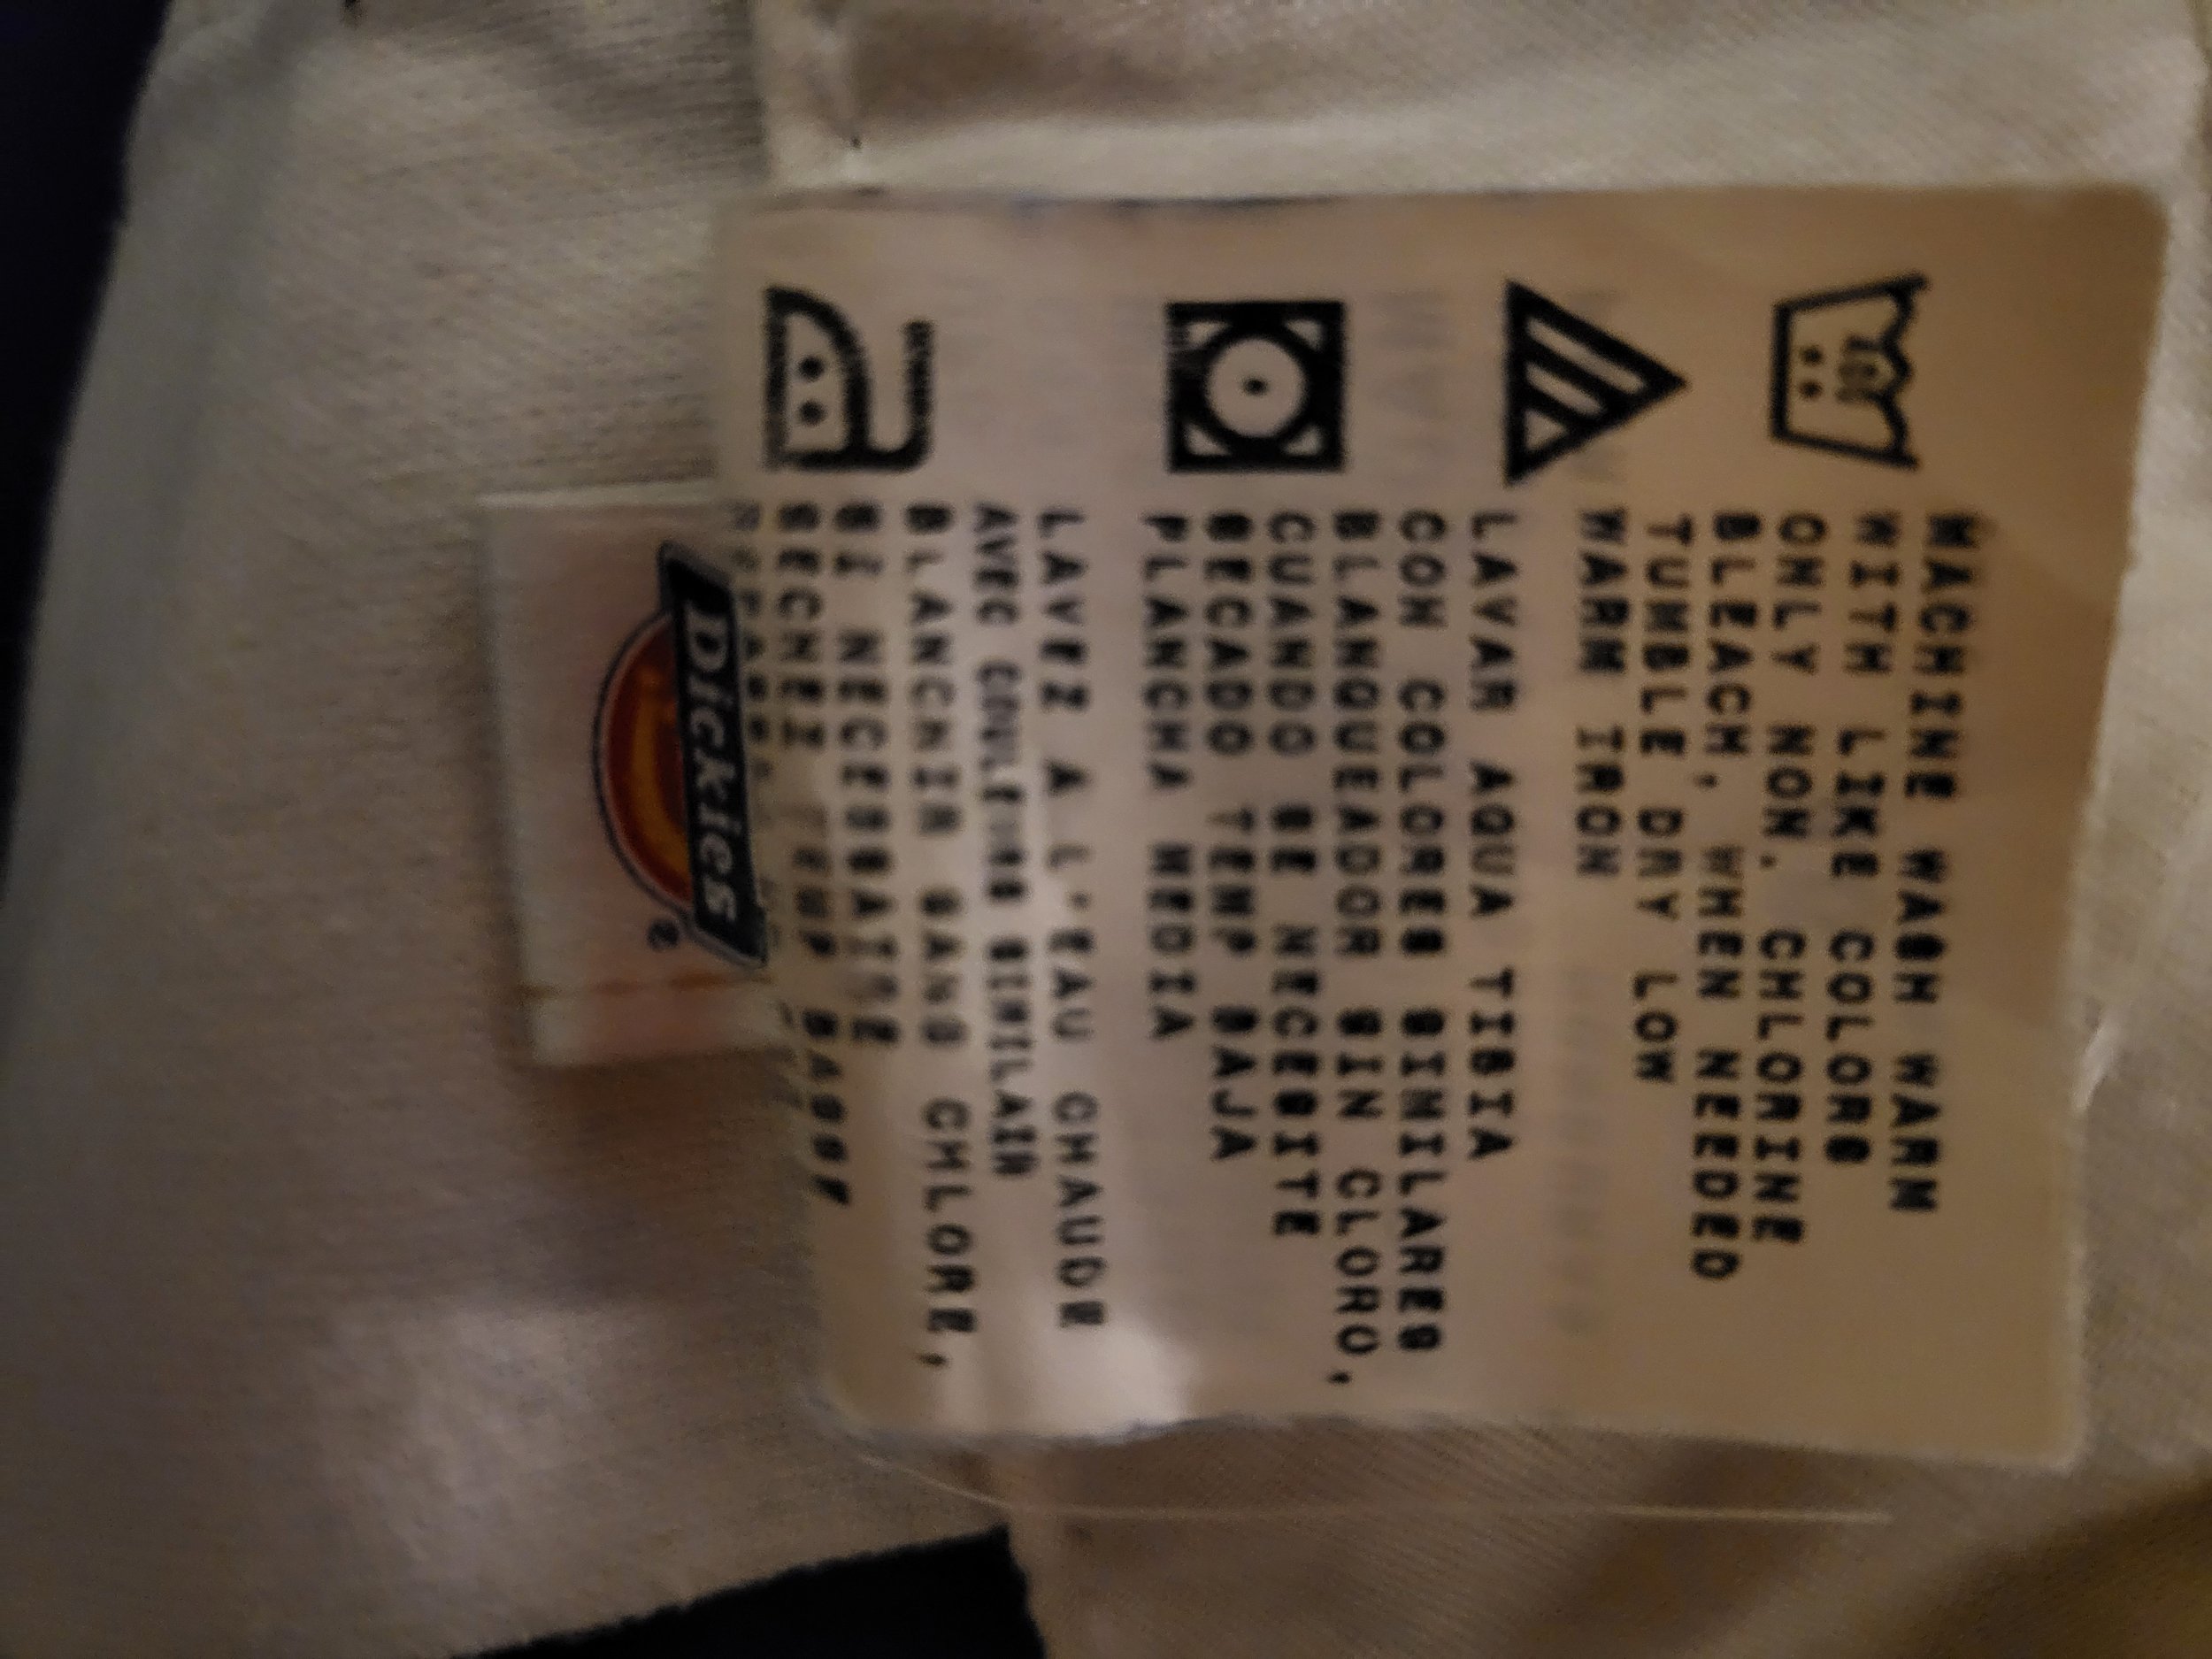 40C
MACHINE WASH WARM
WITH LIKE COLORS
ONLY NON. CHLORINE
BLEACH, WHEN NEEDED
TUMBLE DRY LOW
WARM IRON
LAVAR AQUA TIBIA
CON COLORES SIMILARES
BLANQUEADOR SIN CLORO,
CUANDO SE NECESITE
SECADO TEMP BAJA
PLANCHA MEDIA
LAVEZ A L'EAU CHAUDE
AVEC COULEURS SIMILAIR
BLANCHIR SANS CHLORE,
SI NECESSAIRE
SECHEZ TEMP BASSE
Dickies
®